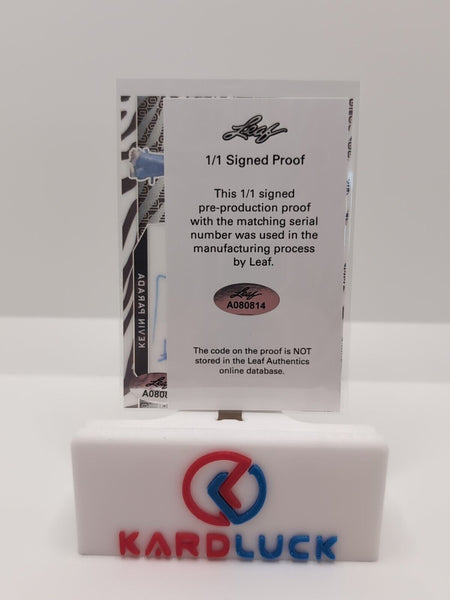 Leaf
1/1 Signed Proof
This 1/1 signed
pre-production proof
with the matching serial
number was used in the
manufacturing process
by Leaf.
Leaf
A080814
The code on the proof is NOT
stored in the Leaf Authentics
online database.
KEVIN PARADA
Leaf
A080
KARDLUCK